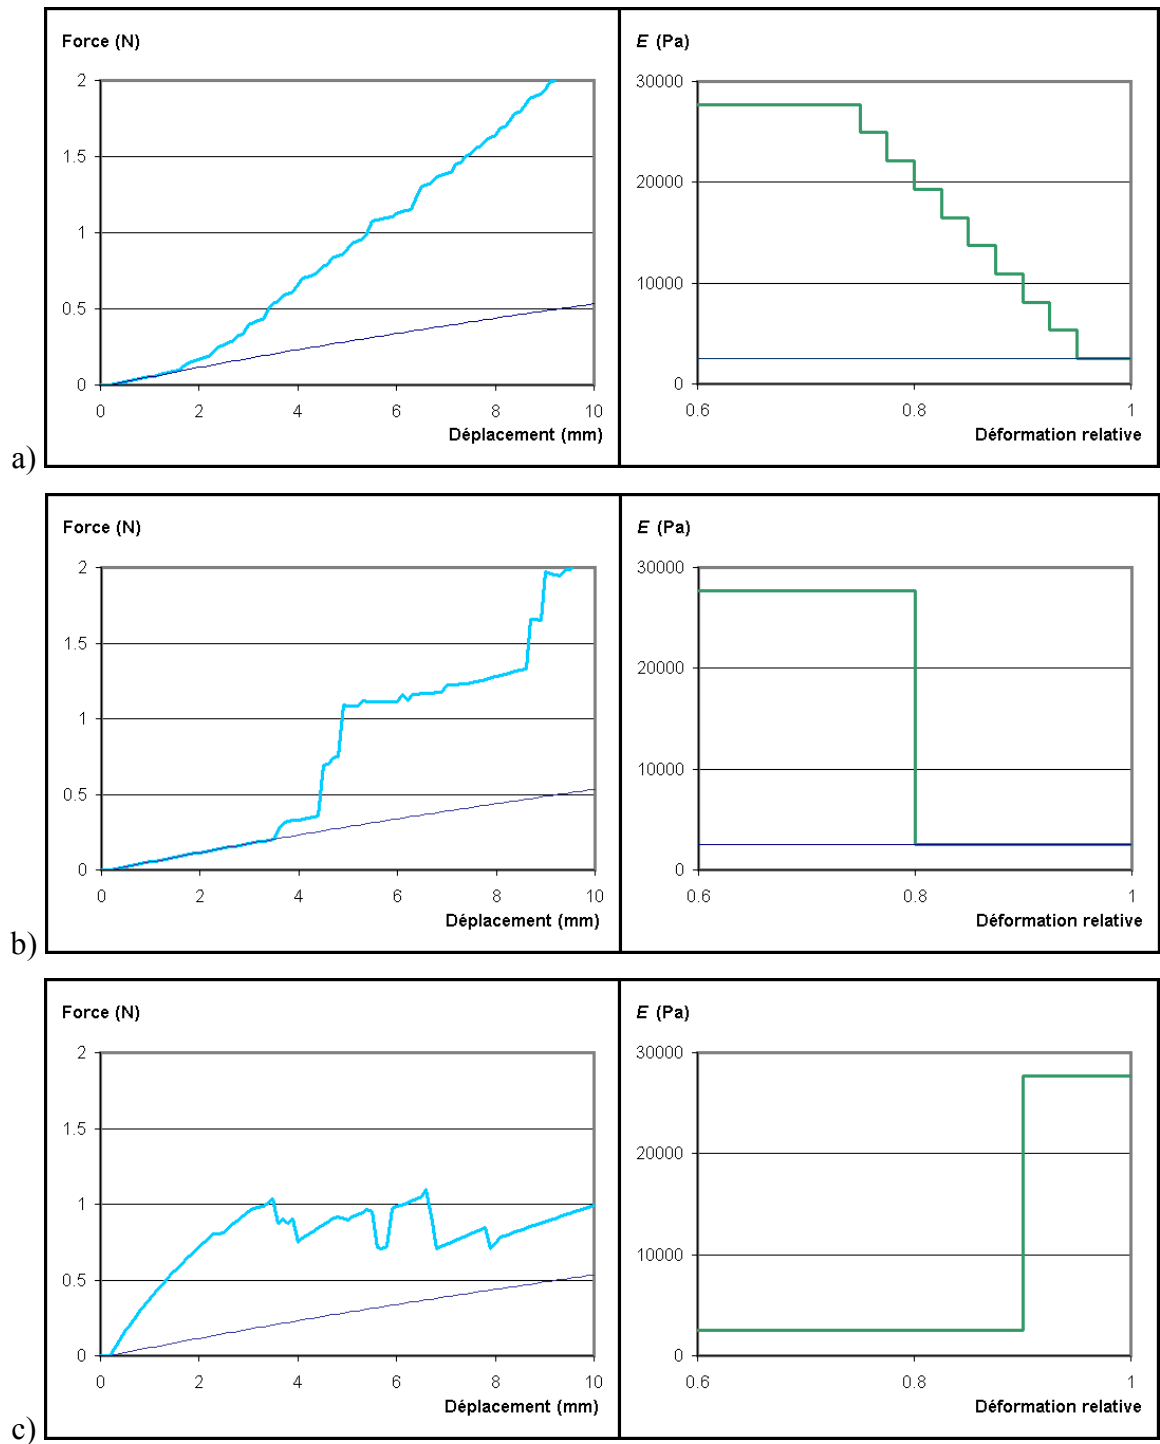 Force (N)
2
1.5
1
0.5
0
0 2 4 6 8 10
Déplacement (mm)
E (Pa)
30000
20000
10000
0
0.6 0.8 1
Déformation relative
a)
Force (N)
2
1.5
1
0.5
0
0 2 4 6 8 10
Déplacement (mm)
E (Pa)
30000
20000
10000
0
0.6 0.8 1
Déformation relative
b)
Force (N)
2
1.5
1
0.5
0
0 2 4 6 8 10
Déplacement (mm)
E (Pa)
30000
20000
10000
0
0.6 0.8 1
Déformation relative
c)